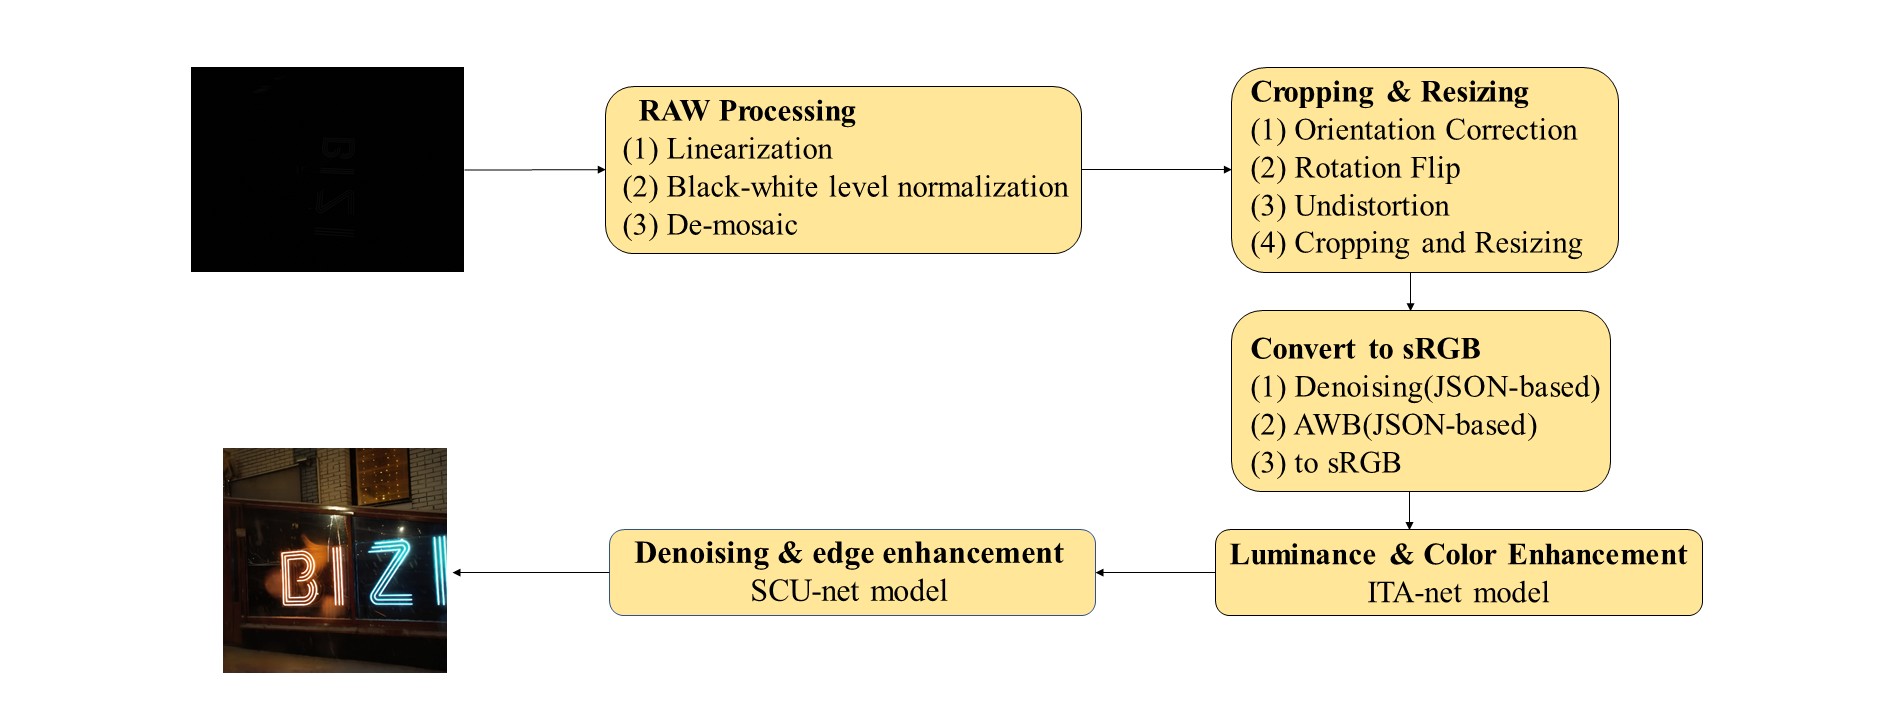 RAW Processing
(1) Linearization
(2) Black-white level normalization
(3) De-mosaic
Cropping & Resizing
(1) Orientation Correction
(2) Rotation Flip
(3) Undistortion
(4) Cropping and Resizing
Convert to sRGB
(1) Denoising(JSON-based)
(2) AWB(JSON-based)
(3) to sRGB
Luminance & Color Enhancement
ITA-net model
Denoising & edge enhancement
SCU-net model
BIZI
BIZI